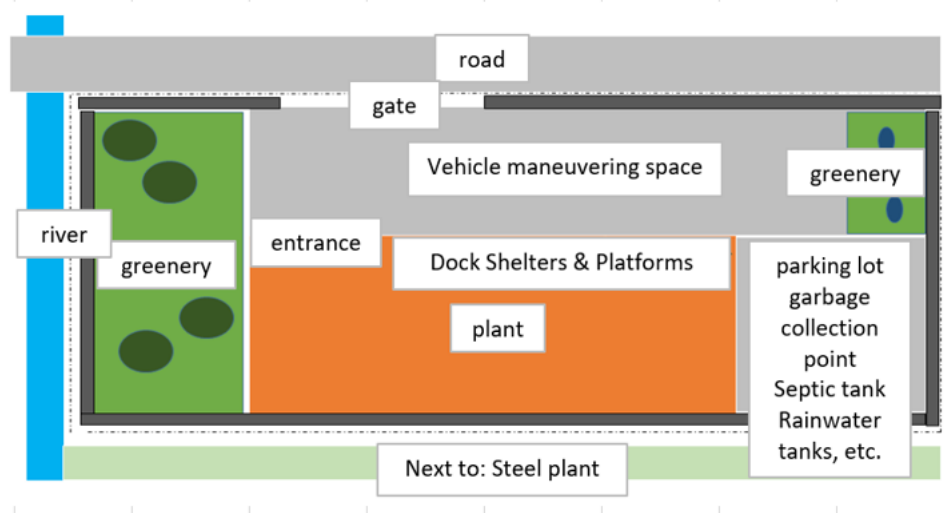 road
gate
Vehicle maneuvering space
greenery
river
entrance
greenery
Dock Shelters & Platforms
plant
parking lot
garbage
collection
point
Septic tank
Rainwater
tanks, etc.
Next to: Steel plant